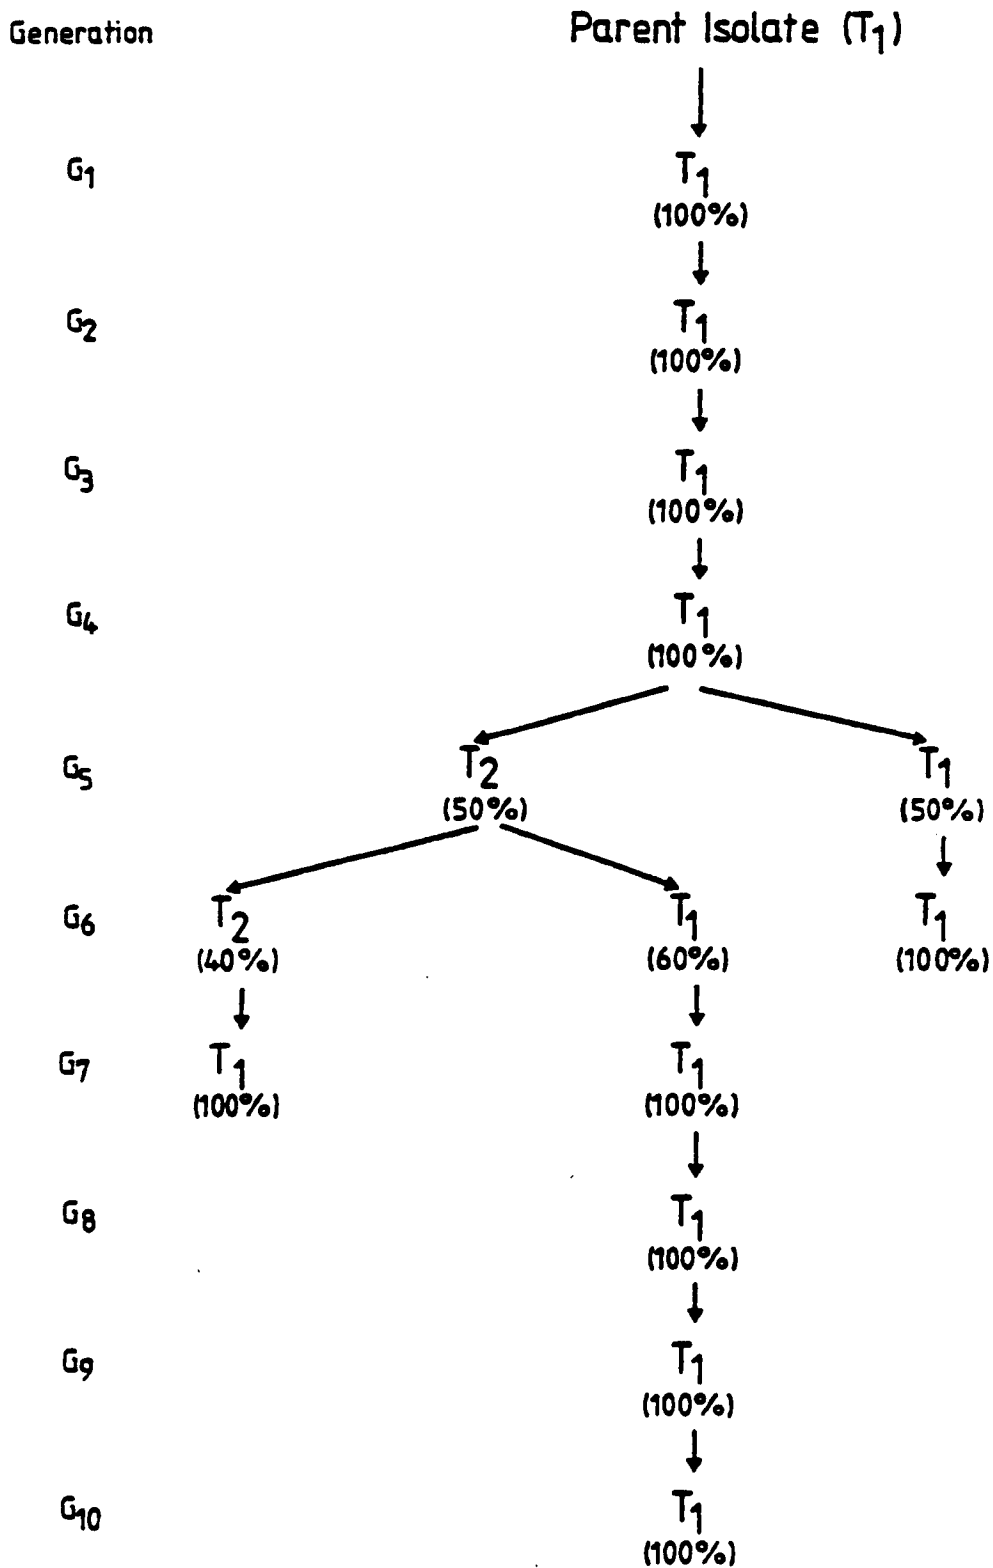 Generation Parent Isolate (T1)
G1 T1
(100%)
G2 T1
(100%)
G3 T1
(100%)
G4 T1
(100%)
G5 T2 T1
(50%) (50%)
G6 T2 T1 T1
(40%) (60%) (100%)
G7 T1 T1
(100%) (100%)
G8 T1
(100%)
G9 T1
(100%)
G10 T1
(100%)